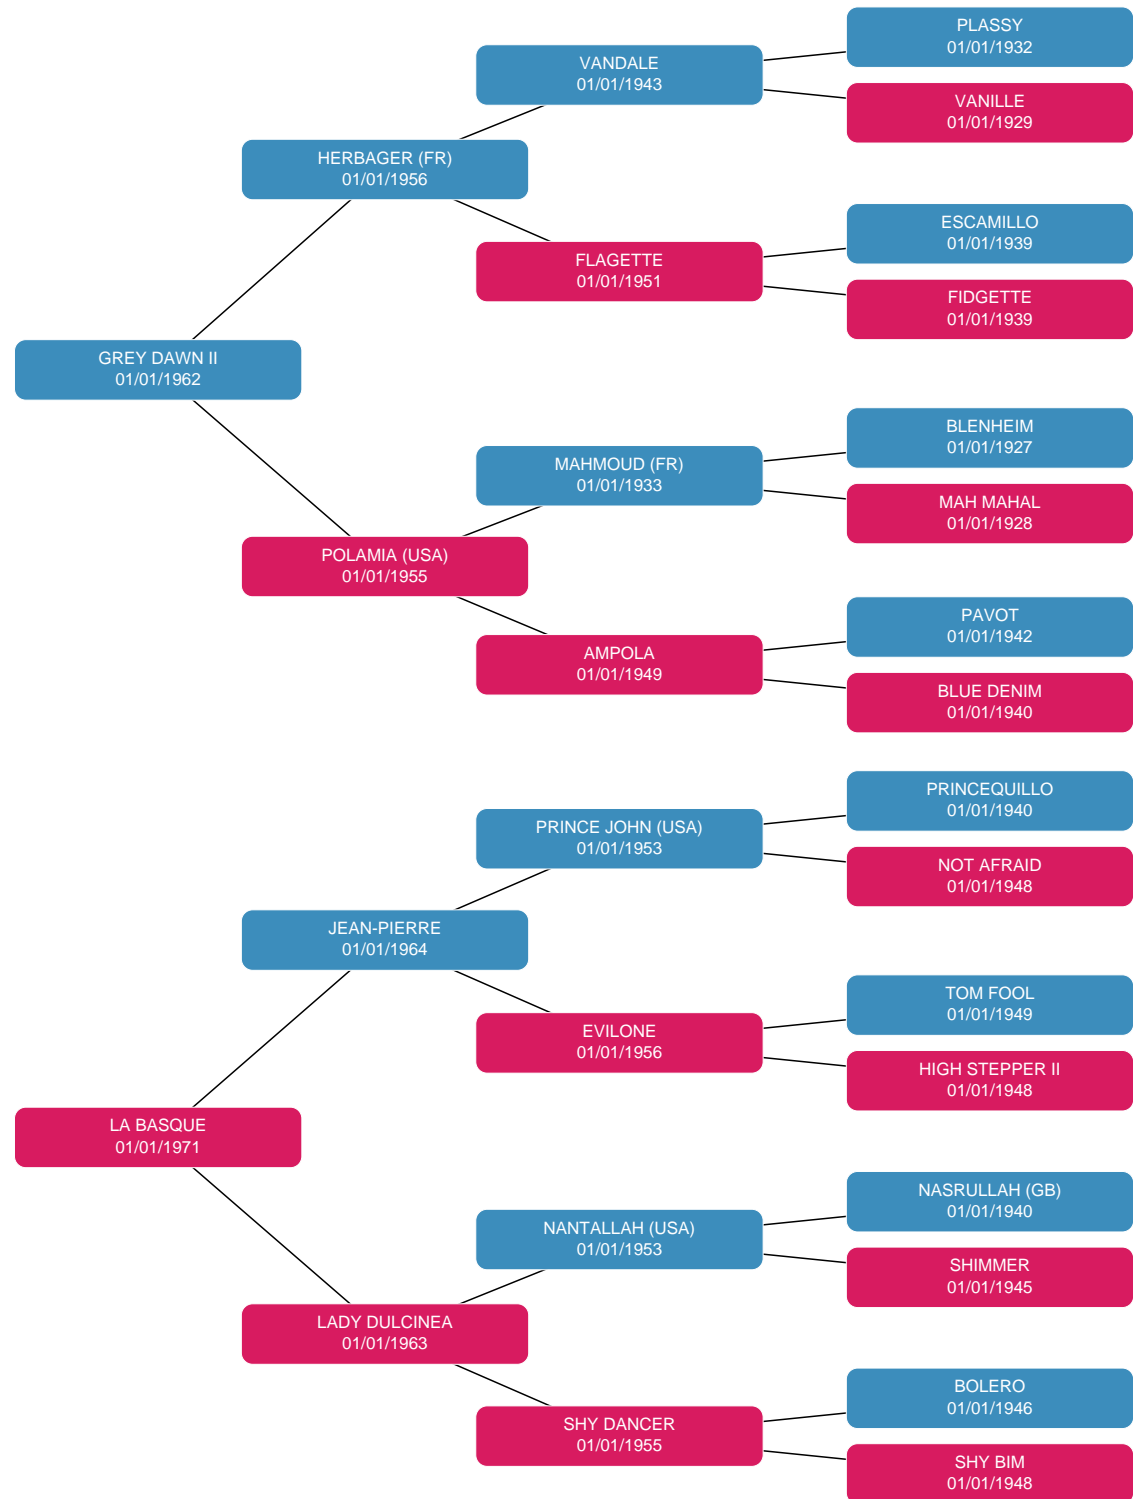 PLASSY
01/01/1932
VANDALE
01/01/1943
VANILLE
01/01/1929
HERBAGER (FR)
01/01/1956
ESCAMILLO
01/01/1939
FLAGETTE
01/01/1951
FIDGETTE
01/01/1939
GREY DAWN II
01/01/1962
BLENHEIM
01/01/1927
MAHMOUD (FR)
01/01/1933
MAH MAHAL
01/01/1928
POLAMIA (USA)
01/01/1955
PAVOT
01/01/1942
AMPOLA
01/01/1949
BLUE DENIM
01/01/1940
PRINCEQUILLO
01/01/1940
PRINCE JOHN (USA)
01/01/1953
NOT AFRAID
01/01/1948
JEAN-PIERRE
01/01/1964
TOM FOOL
01/01/1949
EVILONE
01/01/1956
HIGH STEPPER II
01/01/1948
LA BASQUE
01/01/1971
NASRULLAH (GB)
01/01/1940
NANTALLAH (USA)
01/01/1953
SHIMMER
01/01/1945
LADY DULCINEA
01/01/1963
BOLERO
01/01/1946
SHY DANCER
01/01/1955
SHY BIM
01/01/1948